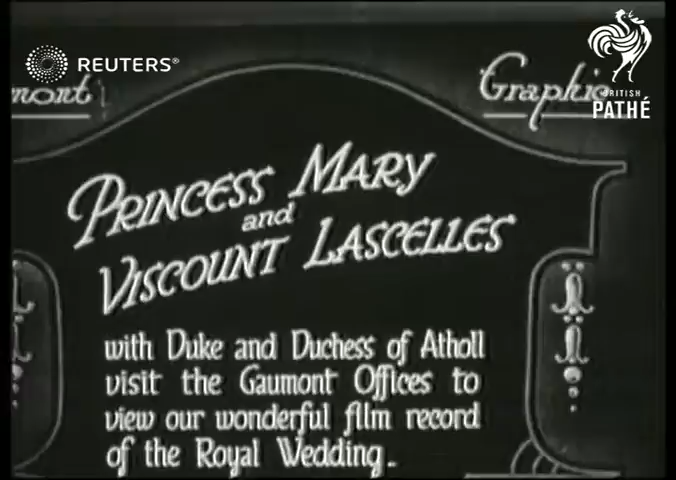 REUTERS
BRITISH
PATHÉ
mont Graphic
PRINCESS MARY
and
VISCOUNT LASCELLES
with Duke and Duchess of Atholl
visit the Gaumont Offices to
view our wonderful film record
of the Royal Wedding..